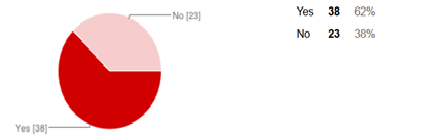 No [23]
Yes [38]
Yes 38 62%
No 23 38%